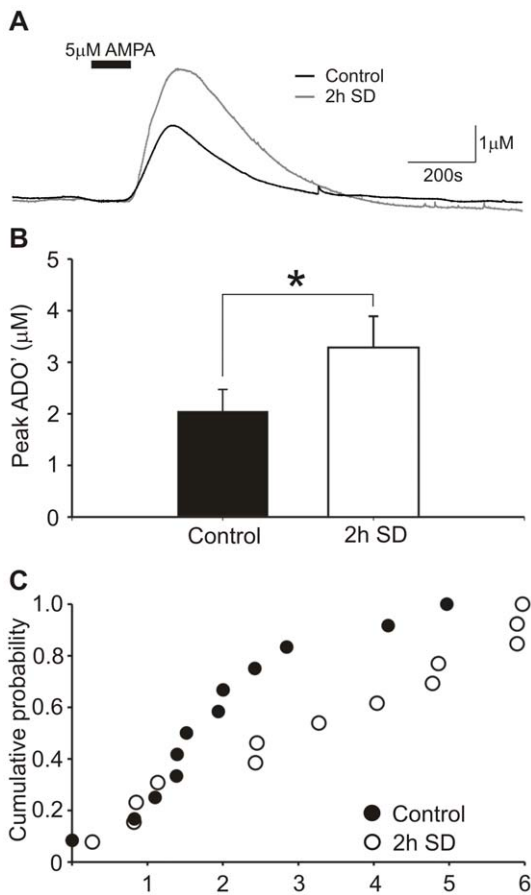 A
5μM AMPA
Control
2h SD
1μM
200s
B
Peak ADO' (μM)
5
4
3
2
1
0
*
Control
2h SD
C
Cumulative probability
1.0
0.8
0.6
0.4
0.2
0
Control
2h SD
1 2 3 4 5 6